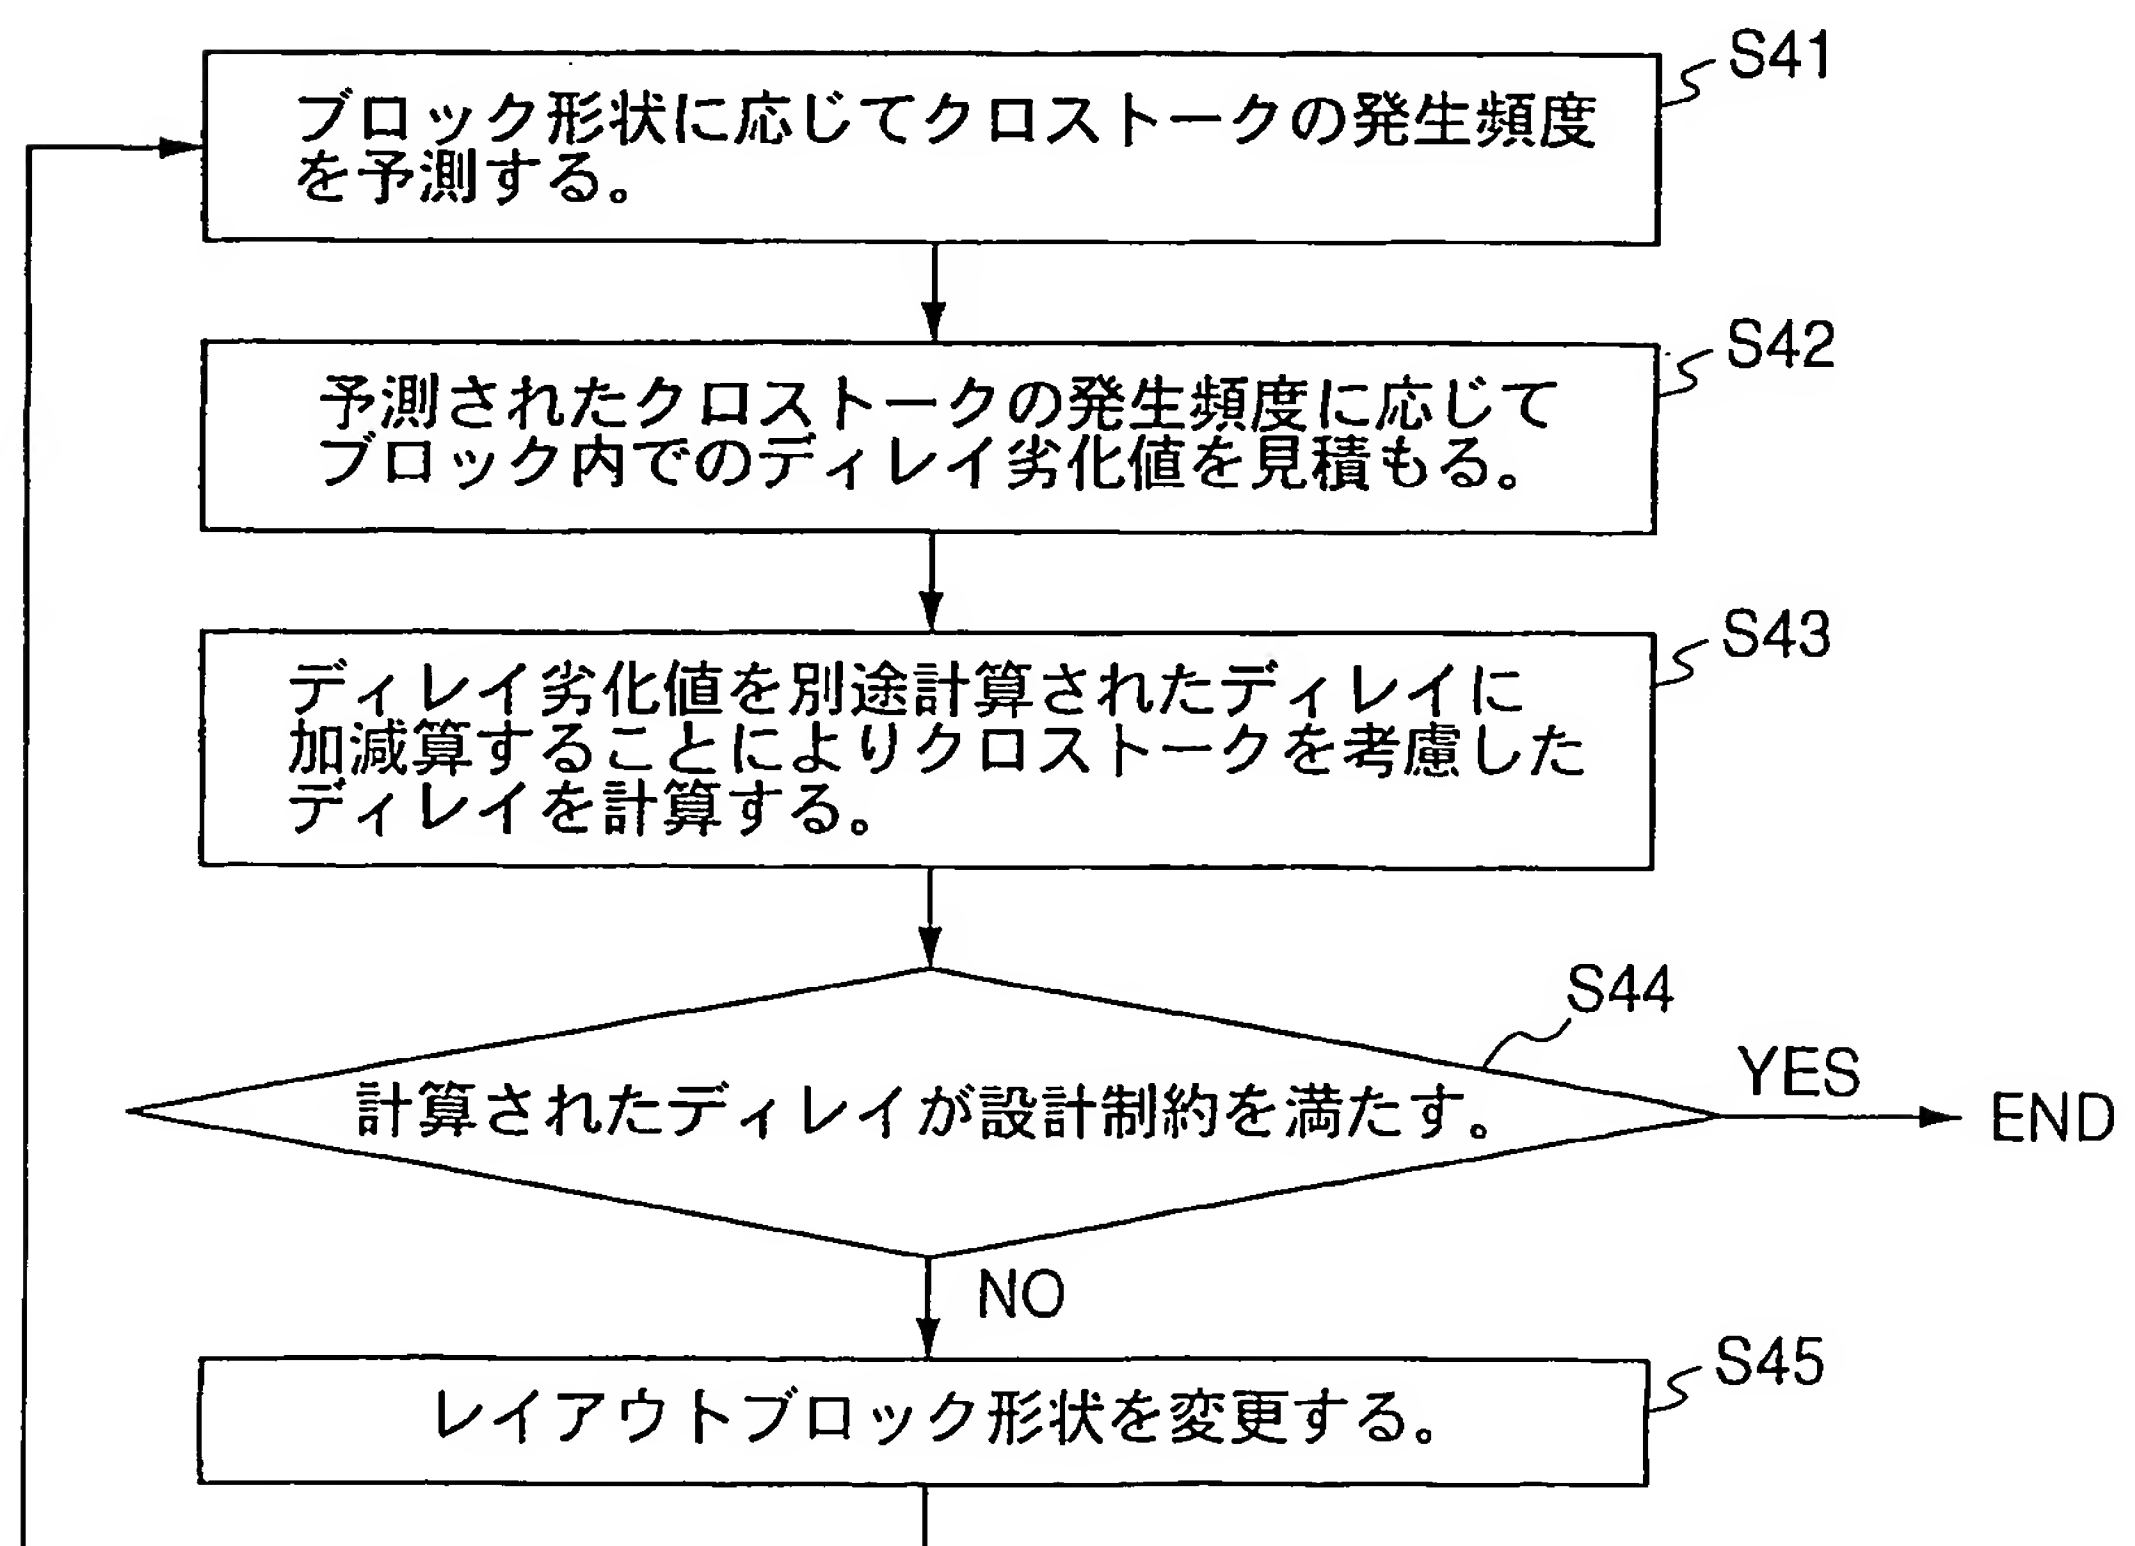 S41
ブロック形状に応じてクロストークの発生頻度
を予測する。
S42
予測されたクロストークの発生頻度に応じて
ブロック内でのディレイ劣化値を見積もる。
S43
ディレイ劣化値を別途計算されたディレイに
加減算することによりクロストークを考慮した
ディレイを計算する。
S44
計算されたディレイが設計制約を満たす。
YES
END
NO
S45
レイアウトブロック形状を変更する。